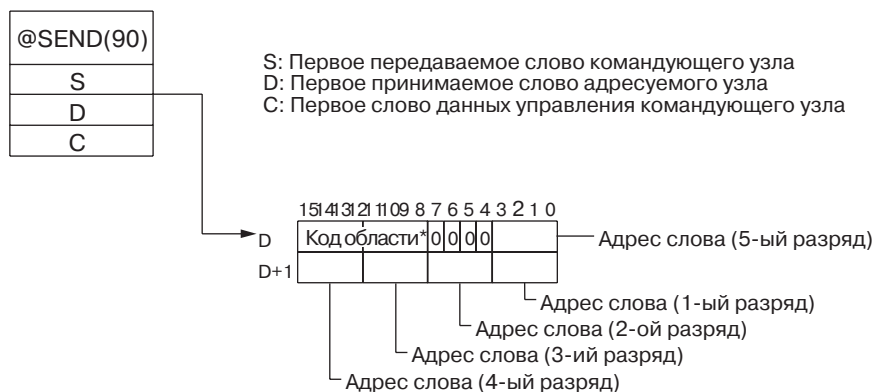 @SEND(90)
S
D
C
S: Первое передаваемое слово командующего узла
D: Первое принимаемое слово адресуемого узла
C: Первое слово данных управления командующего узла
15 14 13 12 11 10 9 8 7 6 5 4 3 2 1 0
D Код области* 0 0 0 0 Адрес слова (5-ый разряд)
D+1
Адрес слова (1-ый разряд)
Адрес слова (2-ой разряд)
Адрес слова (3-ий разряд)
Адрес слова (4-ый разряд)